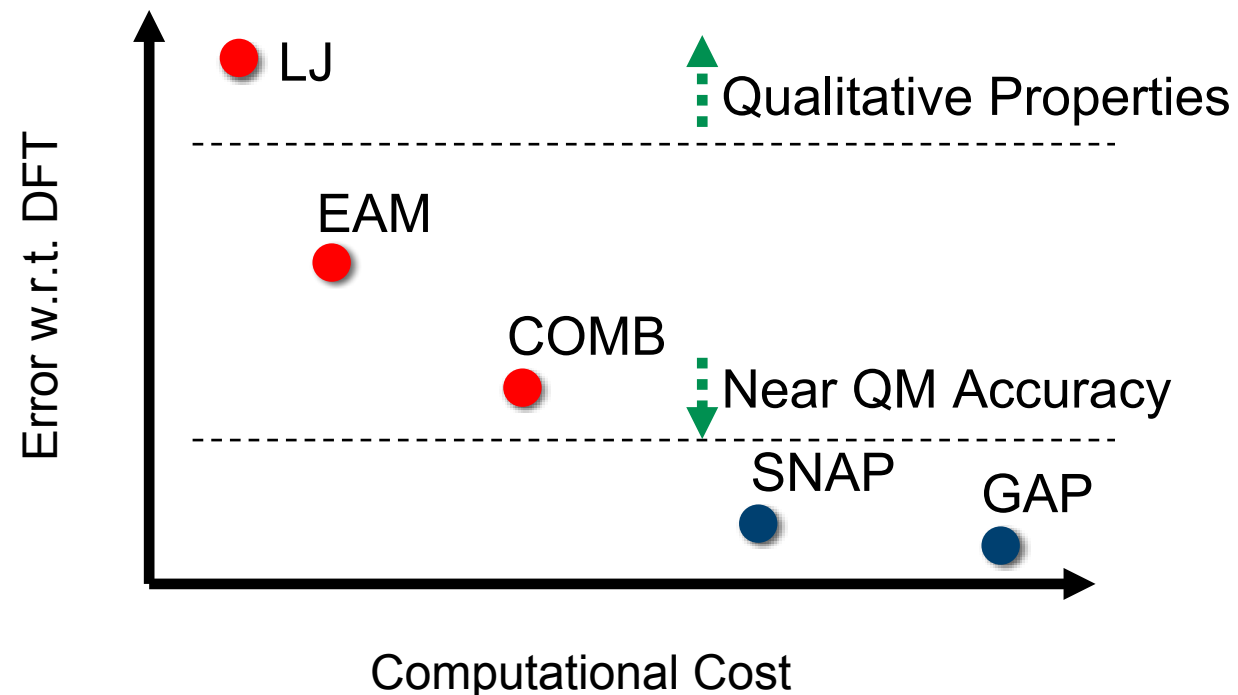 LJ
Qualitative Properties
Error w.r.t. DFT
EAM
COMB
Near QM Accuracy
SNAP
GAP
Computational Cost